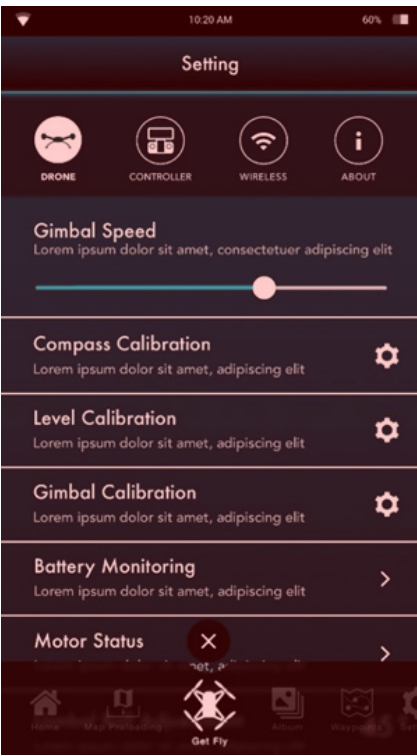 10:20 AM
60%
Setting
DRONE
CONTROLLER
WIRELESS
ABOUT
Gimbal Speed
Lorem ipsum dolor sit amet, consectetuer adipiscing elit
Compass Calibration
Lorem ipsum dolor sit amet, adipiscing elit
Level Calibration
Lorem ipsum dolor sit amet, adipiscing elit
Gimbal Calibration
Lorem ipsum dolor sit amet, adipiscing elit
Battery Monitoring
Lorem ipsum dolor sit amet, adipiscing elit
Motor Status
Home
Map Preloading
Get Fly
Album
Waypoints